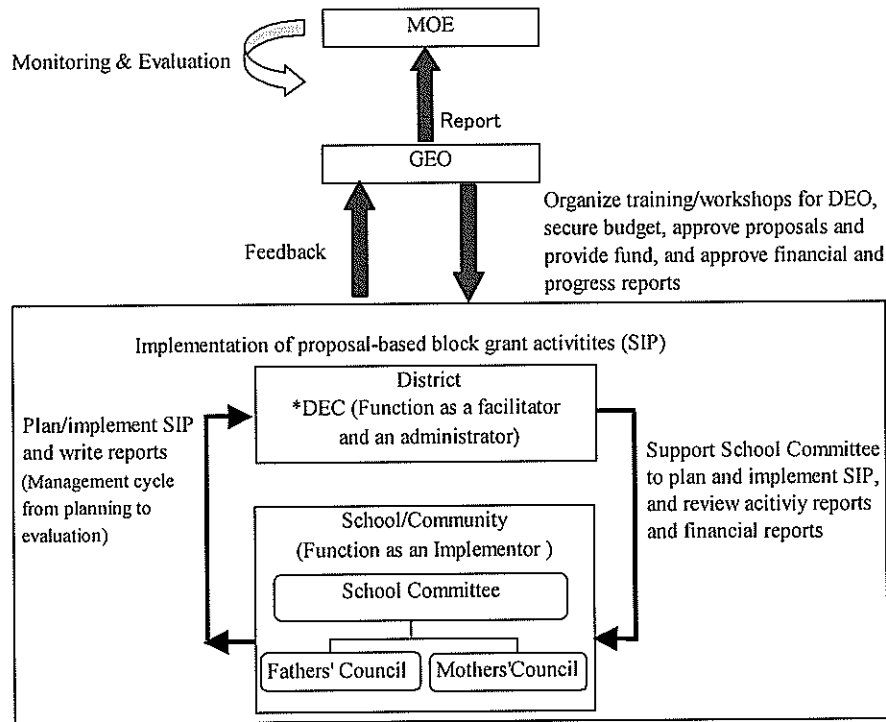 MOE
Monitoring & Evaluation
Report
GEO
Organize training/workshops for DEO,
secure budget, approve proposals and
provide fund, and approve financial and
progress reports
Feedback
Implementation of proposal-based block grant activitites (SIP)
District
*DEC (Function as a facilitator
and an administrator)
Plan/implement SIP
and write reports
(Management cycle
from planning to
evaluation)
Support School Committee
to plan and implement SIP,
and review acitiviy reports
and financial reports
School/Community
(Function as an Implementor )
School Committee
Fathers' Council
Mothers'Council